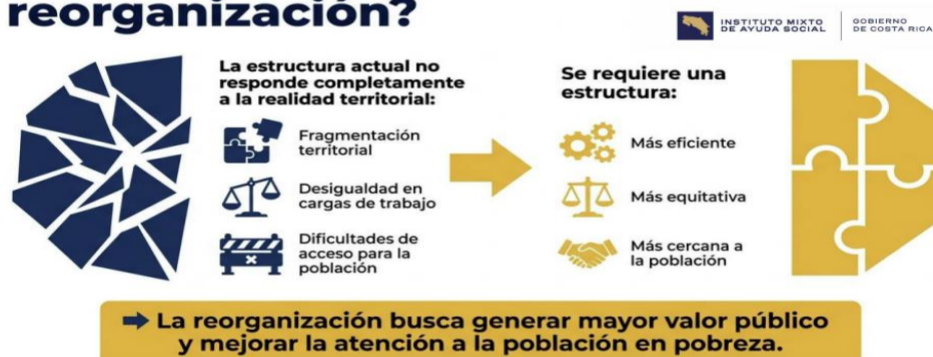 reorganización?
INSTITUTO MIXTO
DE AYUDA SOCIAL
GOBIERNO
DE COSTA RICA
La estructura actual no
responde completamente
a la realidad territorial:
Fragmentación
territorial
Desigualdad en
cargas de trabajo
Dificultades de
acceso para la
población
Se requiere una
estructura:
Más eficiente
Más equitativa
Más cercana a
la población
La reorganización busca generar mayor valor público
y mejorar la atención a la población en pobreza.